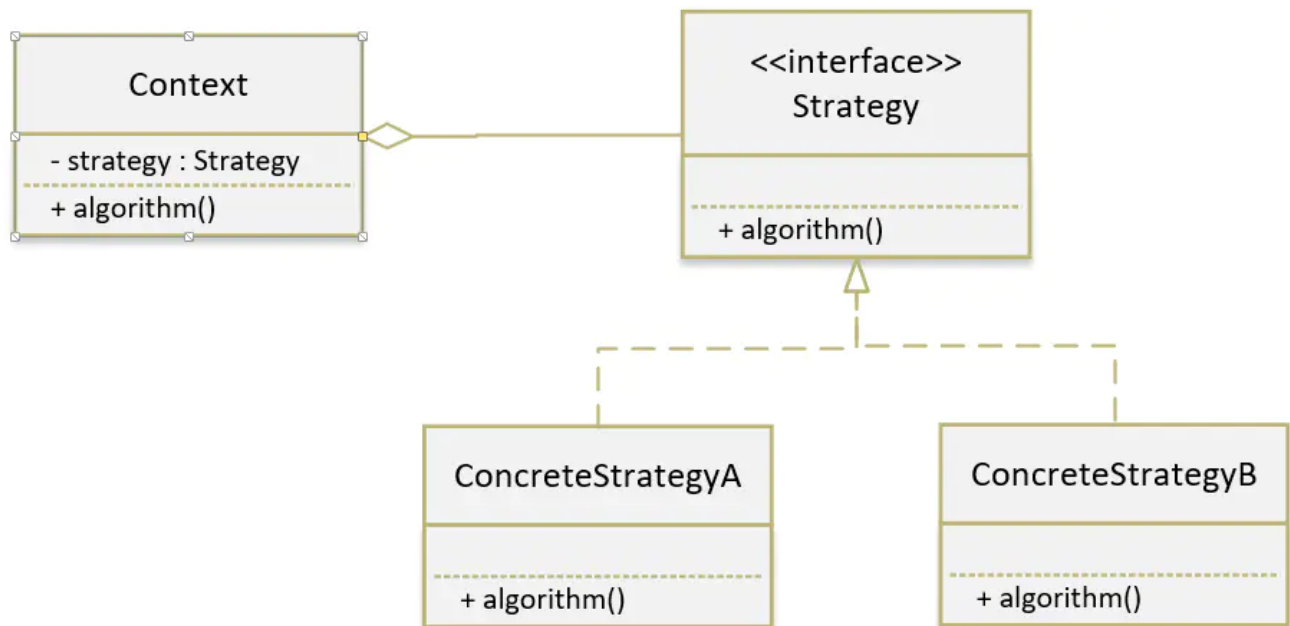 Context
- strategy : Strategy
+ algorithm()
<<interface>>
Strategy
+ algorithm()
ConcreteStrategyA
+ algorithm()
ConcreteStrategyB
+ algorithm()